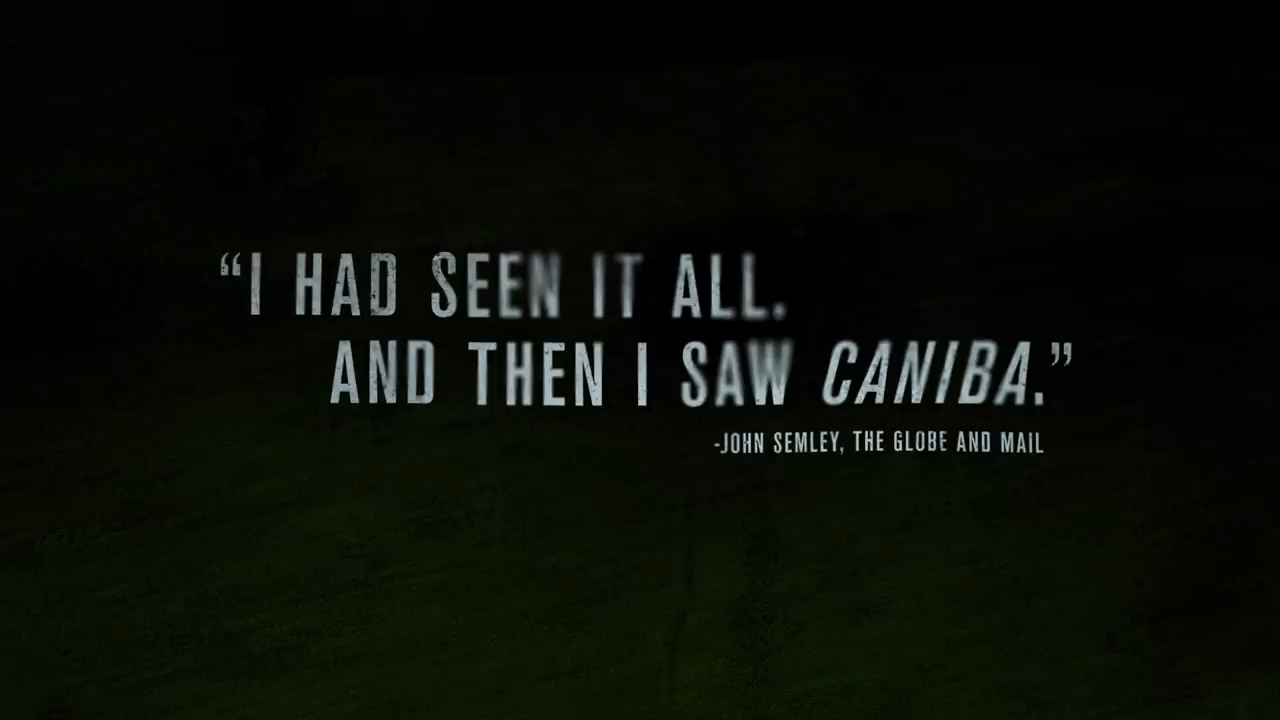 “I HAD SEEN IT ALL.
AND THEN I SAW CANIBA.”
-JOHN SEMLEY, THE GLOBE AND MAIL